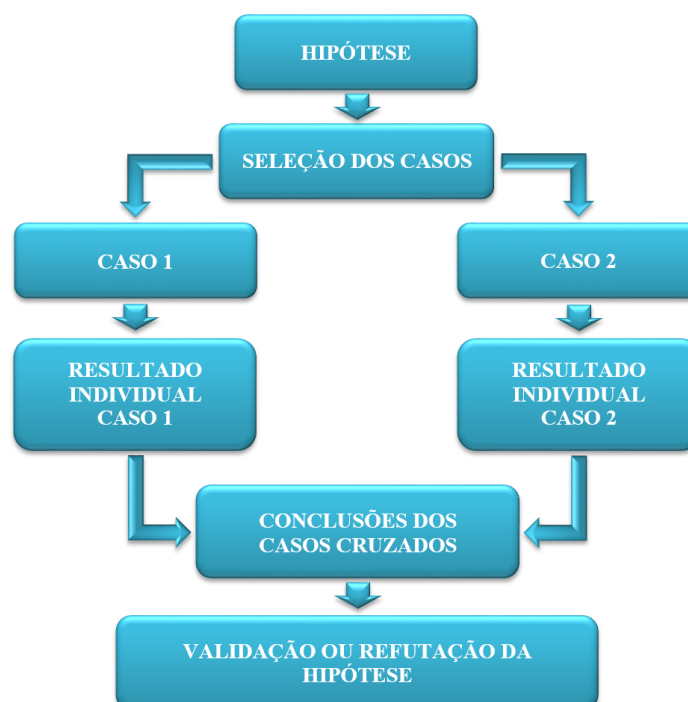 HIPÓTESE
SELEÇÃO DOS CASOS
CASO 1
CASO 2
RESULTADO
INDIVIDUAL
CASO 1
RESULTADO
INDIVIDUAL
CASO 2
CONCLUSÕES DOS
CASOS CRUZADOS
VALIDAÇÃO OU REFUTAÇÃO DA
HIPÓTESE